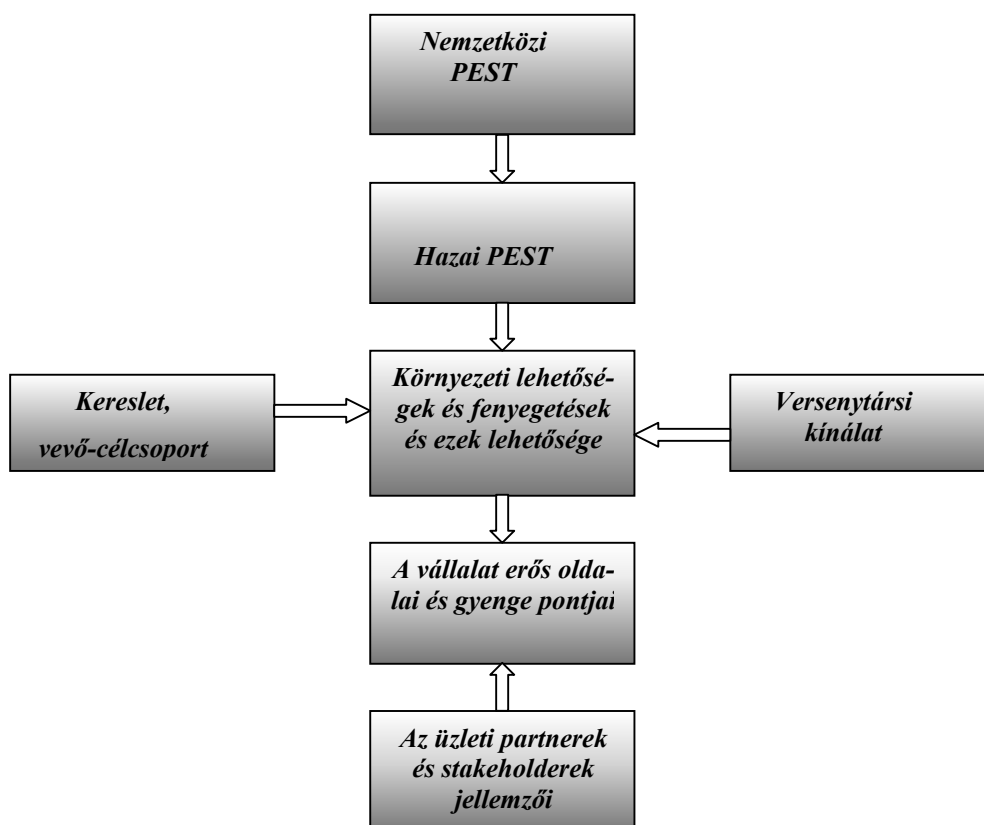 Nemzetközi
PEST
Hazai PEST
Környezeti lehetősé-
gek és fenyegetések
és ezek lehetősége
Kereslet,
vevő-célcsoport
Versenytársi
kínálat
A vállalat erős olda-
lai és gyenge pontjai
Az üzleti partnerek
és stakeholderek
jellemzői